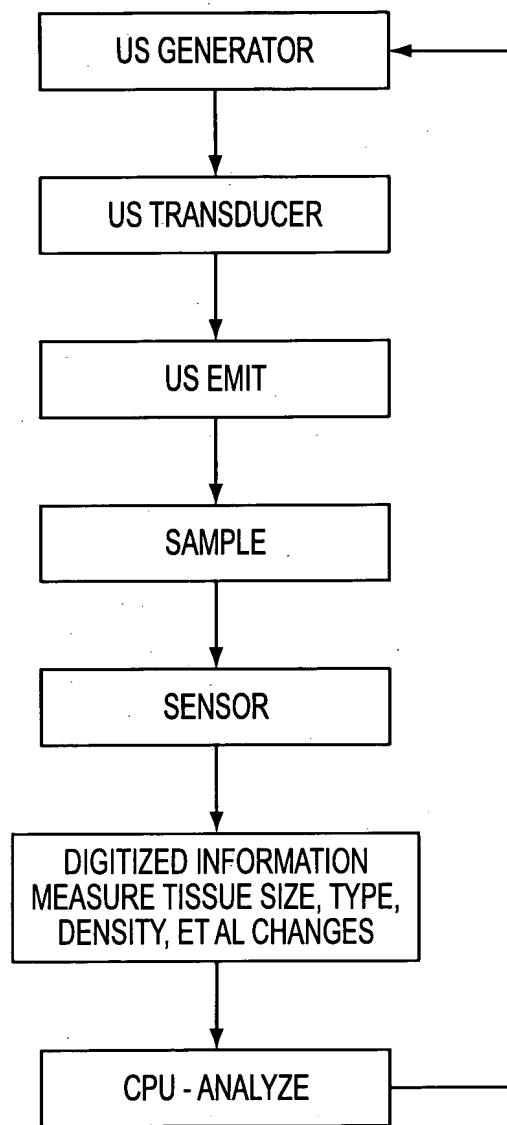 US GENERATOR
US TRANSDUCER
US EMIT
SAMPLE
SENSOR
DIGITIZED INFORMATION
MEASURE TISSUE SIZE, TYPE,
DENSITY, ET AL CHANGES
CPU - ANALYZE